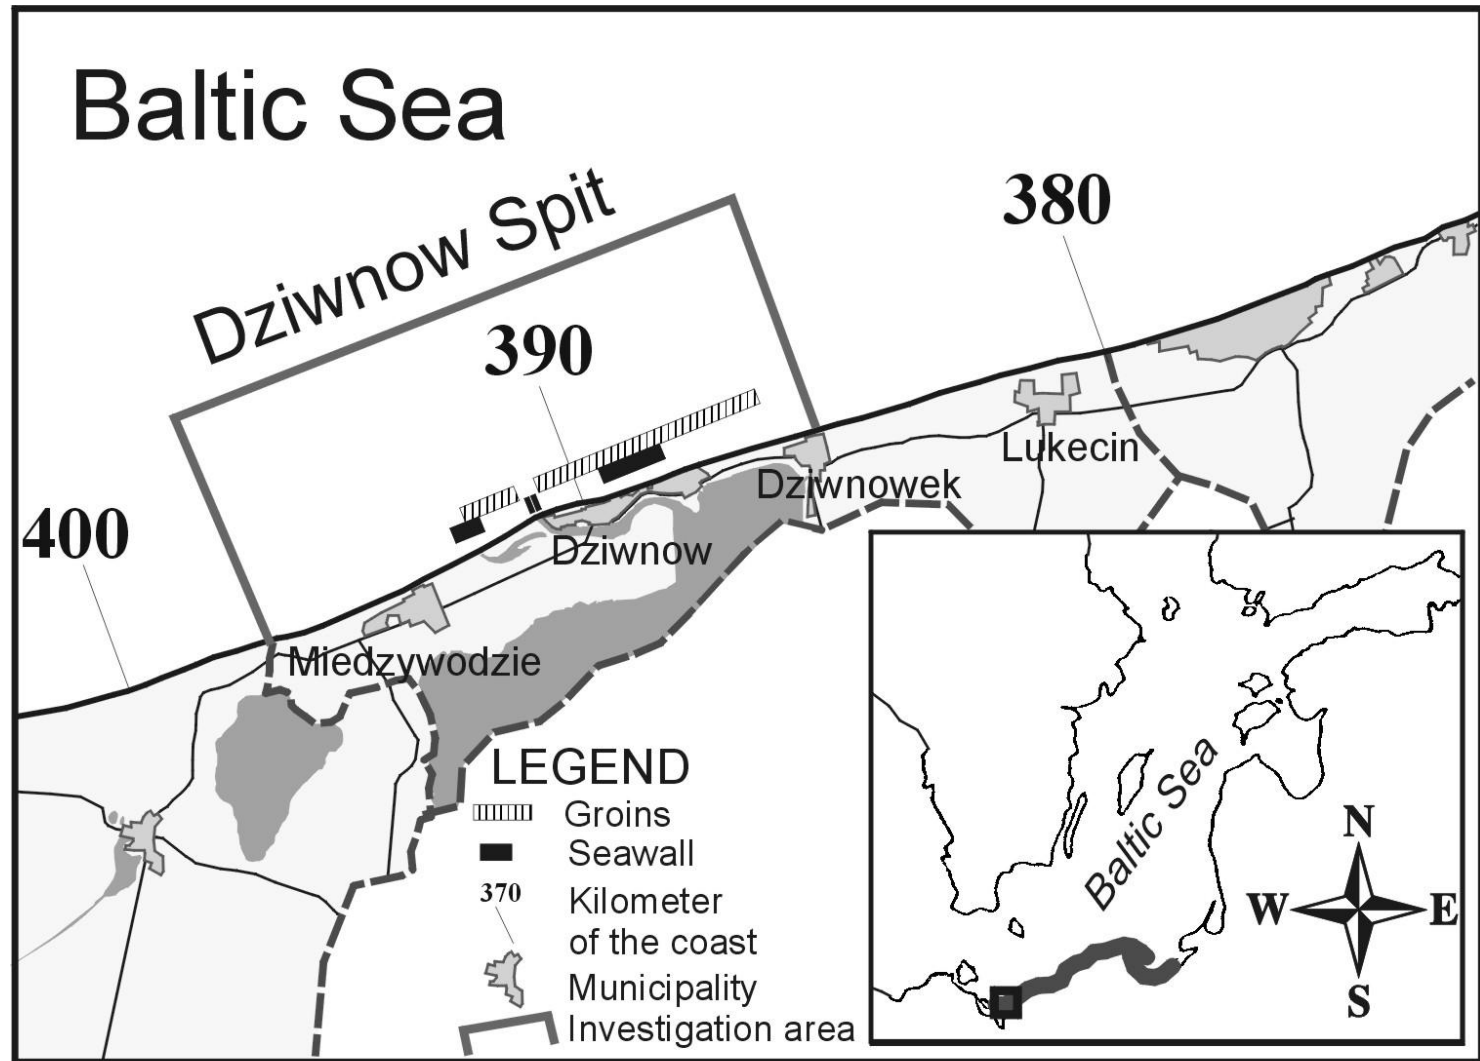 Baltic Sea
Dziwnow Spit
380
390
Lukecin
Dziwnowek
400
Dziwnow
Miedzywodzie
LEGEND
Groins
Seawall
370
Kilometer
of the coast
Municipality
Investigation area
Baltic Sea
N
W
E
S